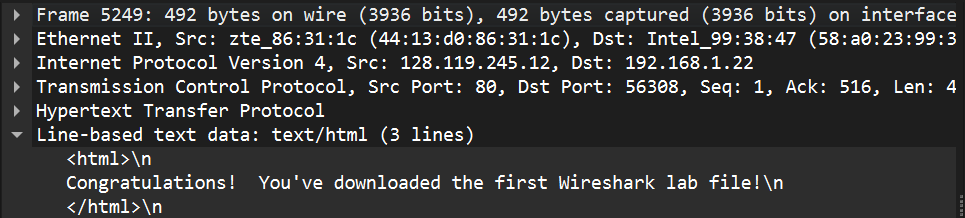 Frame 5249: 492 bytes on wire (3936 bits), 492 bytes captured (3936 bits) on interface
Ethernet II, Src: zte_86:31:1c (44:13:d0:86:31:1c), Dst: Intel_99:38:47 (58:a0:23:99:3
Internet Protocol Version 4, Src: 128.119.245.12, Dst: 192.168.1.22
Transmission Control Protocol, Src Port: 80, Dst Port: 56308, Seq: 1, Ack: 516, Len: 4
Hypertext Transfer Protocol
Line-based text data: text/html (3 lines)
<html>\n
Congratulations!  You've downloaded the first Wireshark lab file!\n
</html>\n